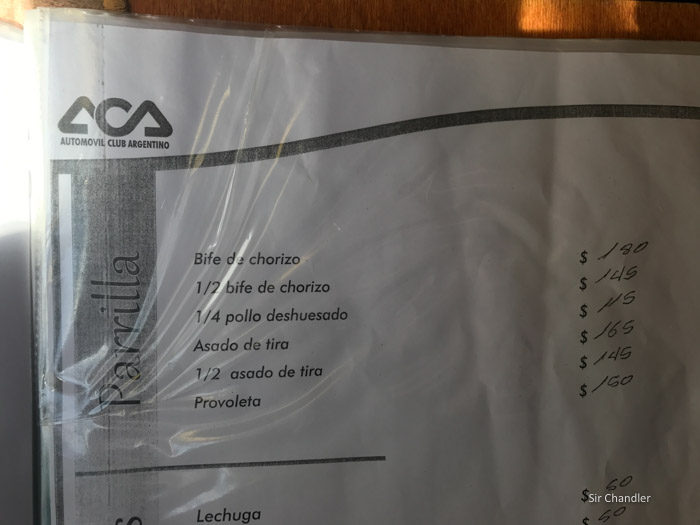 ACA
AUTOMOVIL CLUB ARGENTINO
Parrilla
Bife de chorizo $ 180
1/2 bife de chorizo $ 145
1/4 pollo deshuesado $ 115
Asado de tira $ 165
1/2 asado de tira $ 145
Provoleta $ 150
Lechuga $ 60
$ 50
Sir Chandler